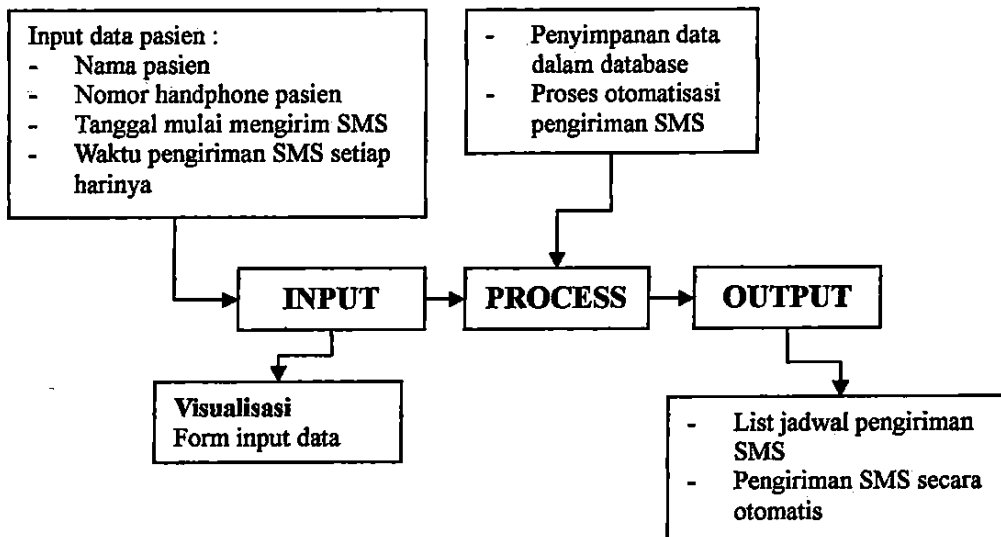 Input data pasien :
- Nama pasien
- Nomor handphone pasien
- Tanggal mulai mengirim SMS
- Waktu pengiriman SMS setiap
harinya
- Penyimpanan data
dalam database
- Proses otomatisasi
pengiriman SMS
INPUT
PROCESS
OUTPUT
Visualisasi
Form input data
- List jadwal pengiriman
SMS
- Pengiriman SMS secara
otomatis